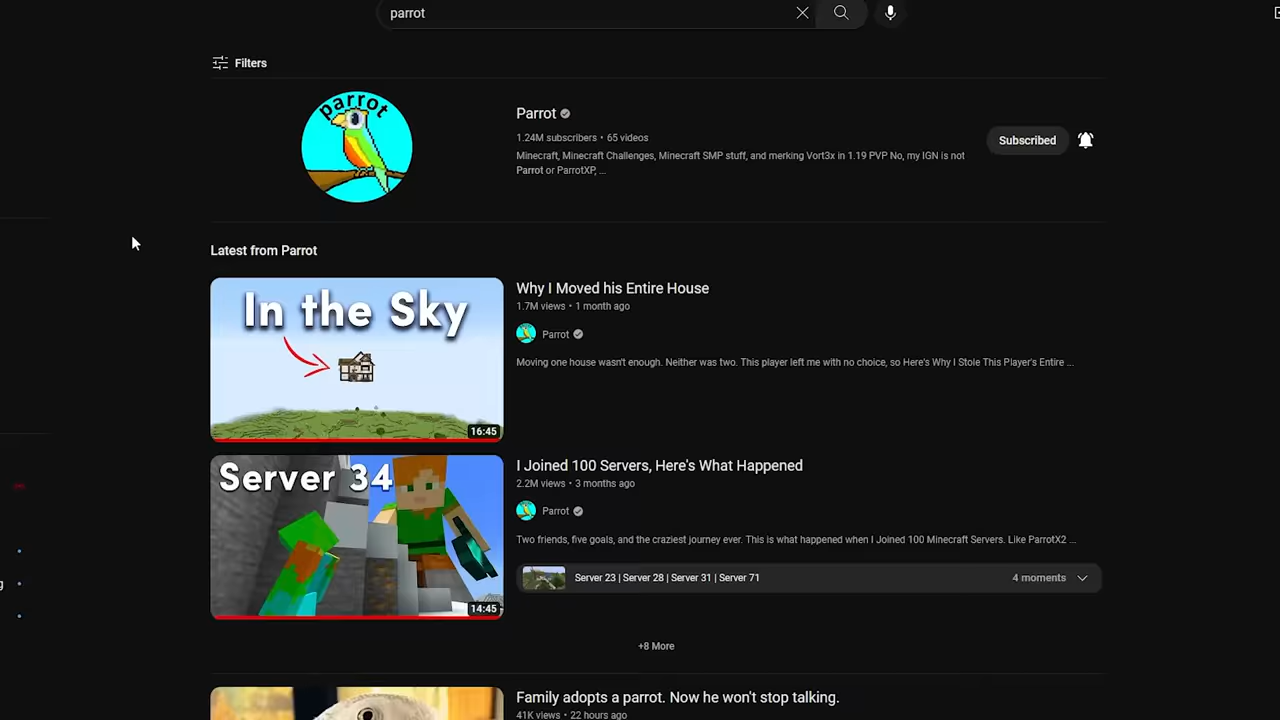 parrot
Filters
parrot
Parrot
1.24M subscribers • 65 videos
Minecraft, Minecraft Challenges, Minecraft SMP stuff, and merking Vort3x in 1.19 PVP No, my IGN is not
Parrot or ParrotXP, ...
Subscribed
Latest from Parrot
In the Sky
16:45
Why I Moved his Entire House
1.7M views • 1 month ago
Parrot
Moving one house wasn't enough. Neither was two. This player left me with no choice, so Here's Why I Stole This Player's Entire ...
Server 34
14:45
I Joined 100 Servers, Here's What Happened
2.2M views • 3 months ago
Parrot
Two friends, five goals, and the craziest journey ever. This is what happened when I Joined 100 Minecraft Servers. Like ParrotX2 ...
Server 23 | Server 28 | Server 31 | Server 71
4 moments
g
+8 More
Family adopts a parrot. Now he won't stop talking.
41K views • 22 hours ago